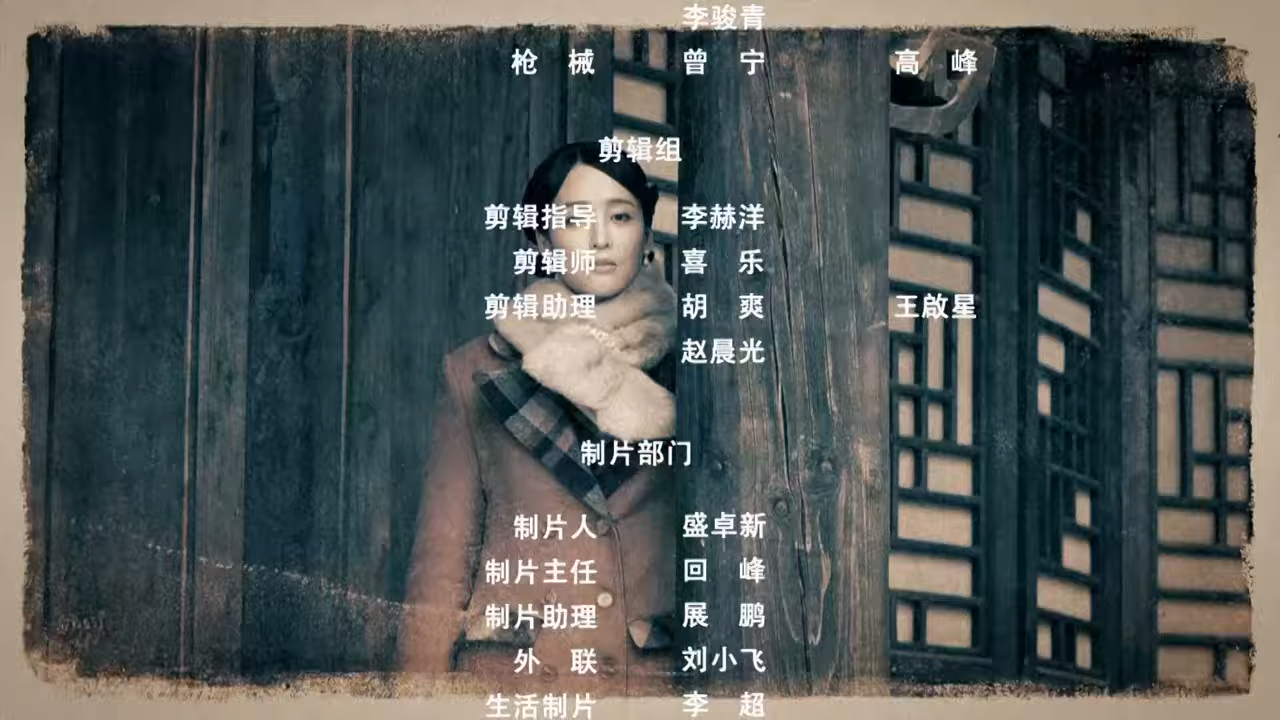 李骏青
枪 械 曾 宁 高 峰
剪辑组
剪辑指导 李赫洋
剪辑师 喜 乐
剪辑助理 胡 爽 王啟星
赵晨光
制片部门
制片人 盛卓新
制片主任 回 峰
制片助理 展 鹏
外 联 刘小飞
生活制片 李 超